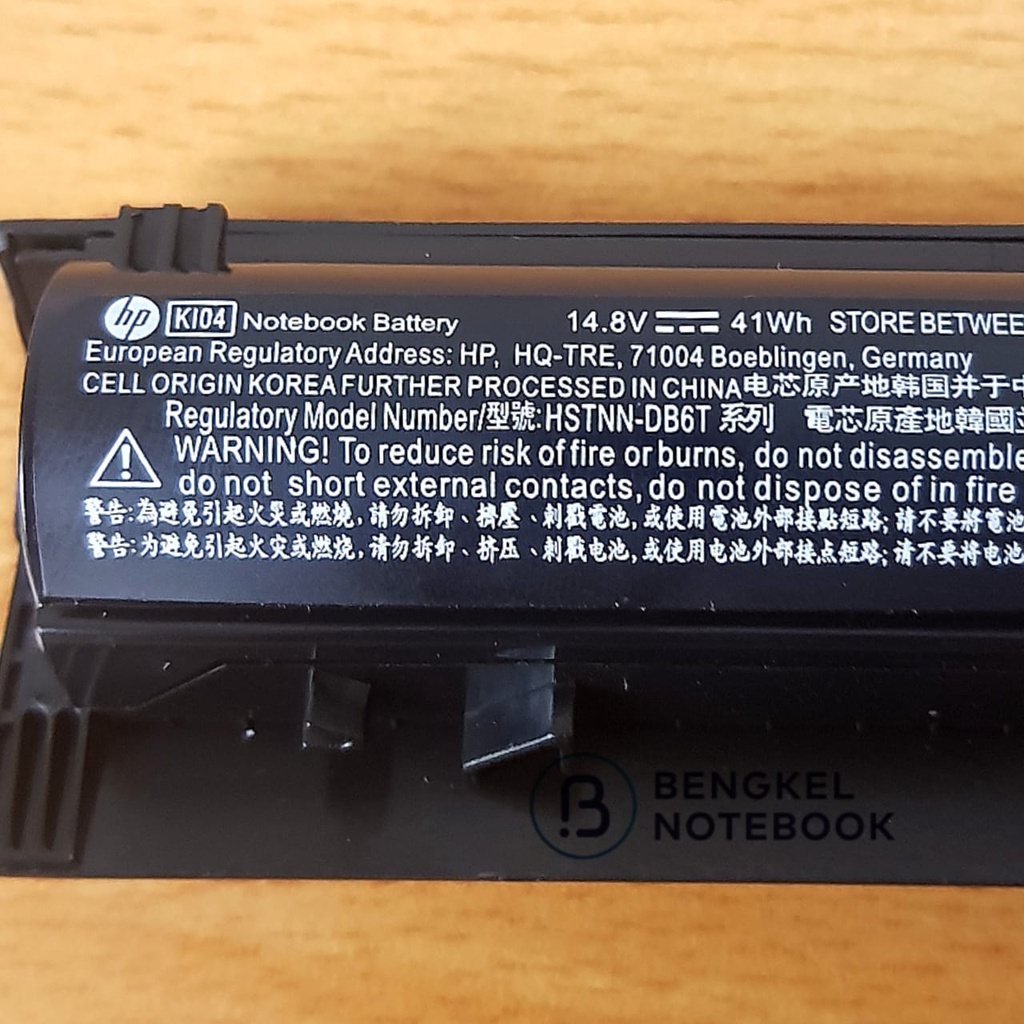 hp KI04 Notebook Battery 14.8V 41Wh STORE BETWEE
European Regulatory Address: HP, HQ-TRE, 71004 Boeblingen, Germany
CELL ORIGIN KOREA FURTHER PROCESSED IN CHINA 电芯原产地韩国并于中
Regulatory Model Number/型號:HSTNN-DB6T 系列 電芯原產地韓國並
WARNING! To reduce risk of fire or burns, do not disassemble
do not short external contacts, do not dispose of in fire
警告:為避免引起火災或燃燒,請勿拆卸、擠壓、刺戳電池,或使用電池外部接點短路;請不要將電池
警告:为避免引起火灾或燃烧,请勿拆卸、挤压、刺戳电池,或使用电池外部接点短路;请不要将电池
BENGKEL
NOTEBOOK